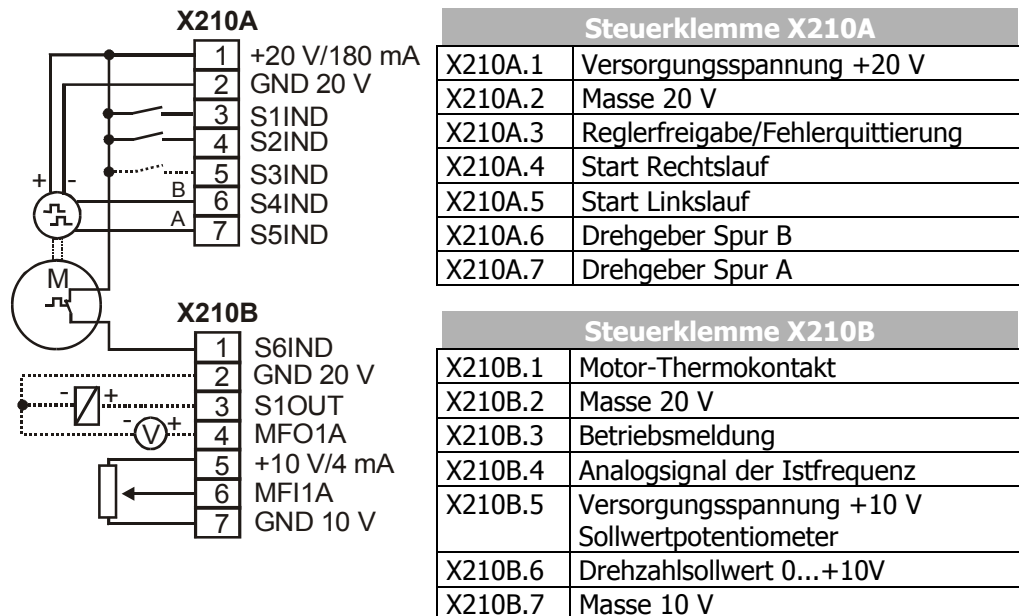 X210A
1 +20 V/180 mA
2 GND 20 V
3 S1IND
4 S2IND
5 S3IND
6 S4IND
7 S5IND
+ -
B
A
M
X210B
1 S6IND
2 GND 20 V
3 S1OUT
4 MFO1A
5 +10 V/4 mA
6 MFI1A
7 GND 10 V
- +
- V +
Steuerklemme X210A
X210A.1 Versorgungsspannung +20 V
X210A.2 Masse 20 V
X210A.3 Reglerfreigabe/Fehlerquittierung
X210A.4 Start Rechtslauf
X210A.5 Start Linkslauf
X210A.6 Drehgeber Spur B
X210A.7 Drehgeber Spur A
Steuerklemme X210B
X210B.1 Motor-Thermokontakt
X210B.2 Masse 20 V
X210B.3 Betriebsmeldung
X210B.4 Analogsignal der Istfrequenz
X210B.5 Versorgungsspannung +10 V
Sollwertpotentiometer
X210B.6 Drehzahlsollwert 0...+10V
X210B.7 Masse 10 V